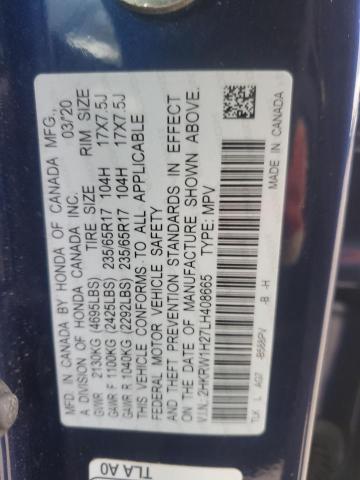 MFD. IN CANADA BY HONDA OF CANADA MFG.,
A DIVISION OF HONDA CANADA INC. 03/20
TIRE SIZE RIM SIZE
GVWR 2130KG (4695LBS)
GAWR F 1100KG (2425LBS) 235/65R17 104H 17X7.5J
GAWR R 1040KG (2292LBS) 235/65R17 104H 17X7.5J
THIS VEHICLE CONFORMS TO ALL APPLICABLE
FEDERAL MOTOR VEHICLE SAFETY
AND THEFT PREVENTION STANDARDS IN EFFECT
ON THE DATE OF MANUFACTURE SHOWN ABOVE.
V.I.N.: 2HKRW1H27LH408665 TYPE: MPV
TLX L AG7 -B588PV -B -H MADE IN CANADA
TLA A0